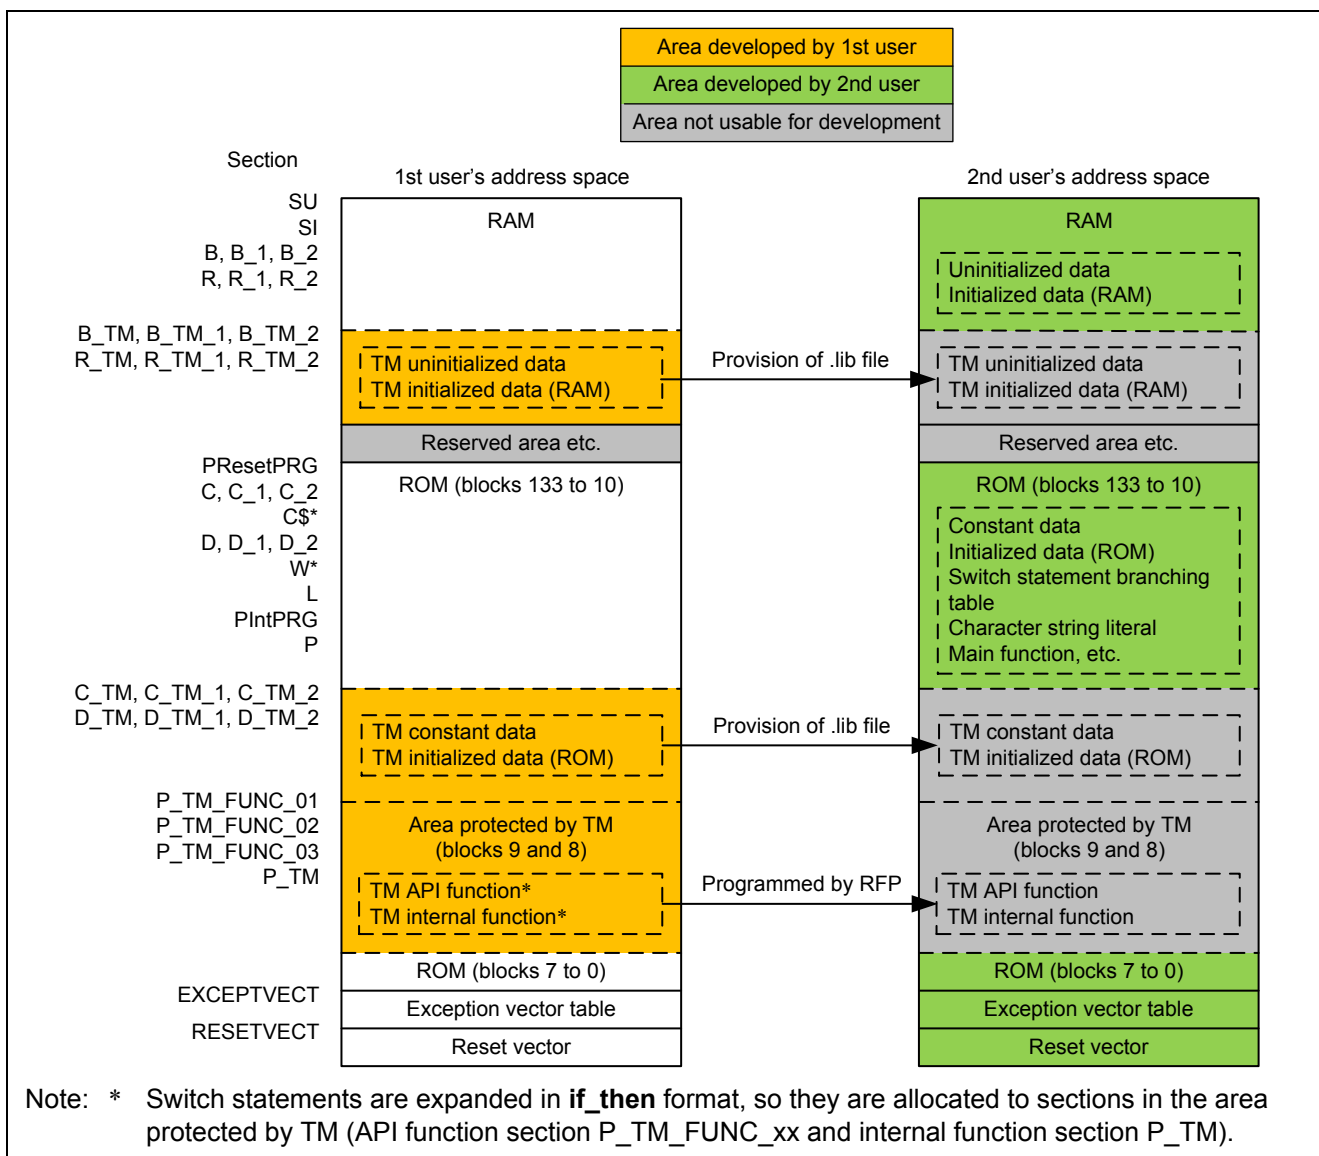 Area developed by 1st user
Area developed by 2nd user
Area not usable for development
Section
1st user's address space
2nd user's address space
SU
SI
B, B_1, B_2
R, R_1, R_2
RAM
RAM
Uninitialized data
Initialized data (RAM)
B_TM, B_TM_1, B_TM_2
R_TM, R_TM_1, R_TM_2
TM uninitialized data
TM initialized data (RAM)
Provision of .lib file
TM uninitialized data
TM initialized data (RAM)
Reserved area etc.
Reserved area etc.
PResetPRG
C, C_1, C_2
C$*
D, D_1, D_2
W*
L
PIntPRG
P
ROM (blocks 133 to 10)
ROM (blocks 133 to 10)
Constant data
Initialized data (ROM)
Switch statement branching
table
Character string literal
Main function, etc.
C_TM, C_TM_1, C_TM_2
D_TM, D_TM_1, D_TM_2
TM constant data
TM initialized data (ROM)
Provision of .lib file
TM constant data
TM initialized data (ROM)
P_TM_FUNC_01
P_TM_FUNC_02
P_TM_FUNC_03
P_TM
Area protected by TM
(blocks 9 and 8)
TM API function*
TM internal function*
Programmed by RFP
Area protected by TM
(blocks 9 and 8)
TM API function
TM internal function
ROM (blocks 7 to 0)
ROM (blocks 7 to 0)
EXCEPTVECT
Exception vector table
Exception vector table
RESETVECT
Reset vector
Reset vector
Note: * Switch statements are expanded in if_then format, so they are allocated to sections in the area
protected by TM (API function section P_TM_FUNC_xx and internal function section P_TM).